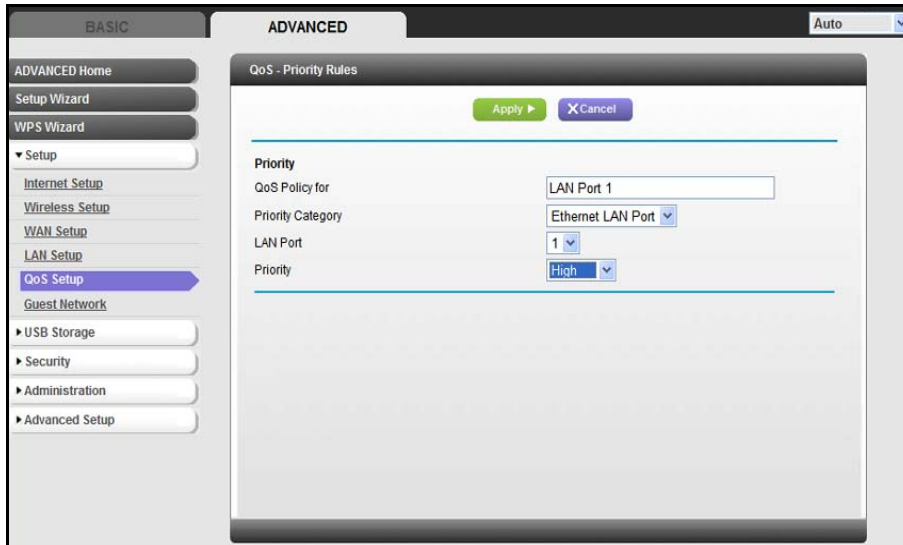 BASIC
ADVANCED
Auto
ADVANCED Home
Setup Wizard
WPS Wizard
Setup
Internet Setup
Wireless Setup
WAN Setup
LAN Setup
QoS Setup
Guest Network
USB Storage
Security
Administration
Advanced Setup
QoS - Priority Rules
Apply
X Cancel
Priority
QoS Policy for LAN Port 1
Priority Category Ethernet LAN Port
LAN Port 1
Priority High